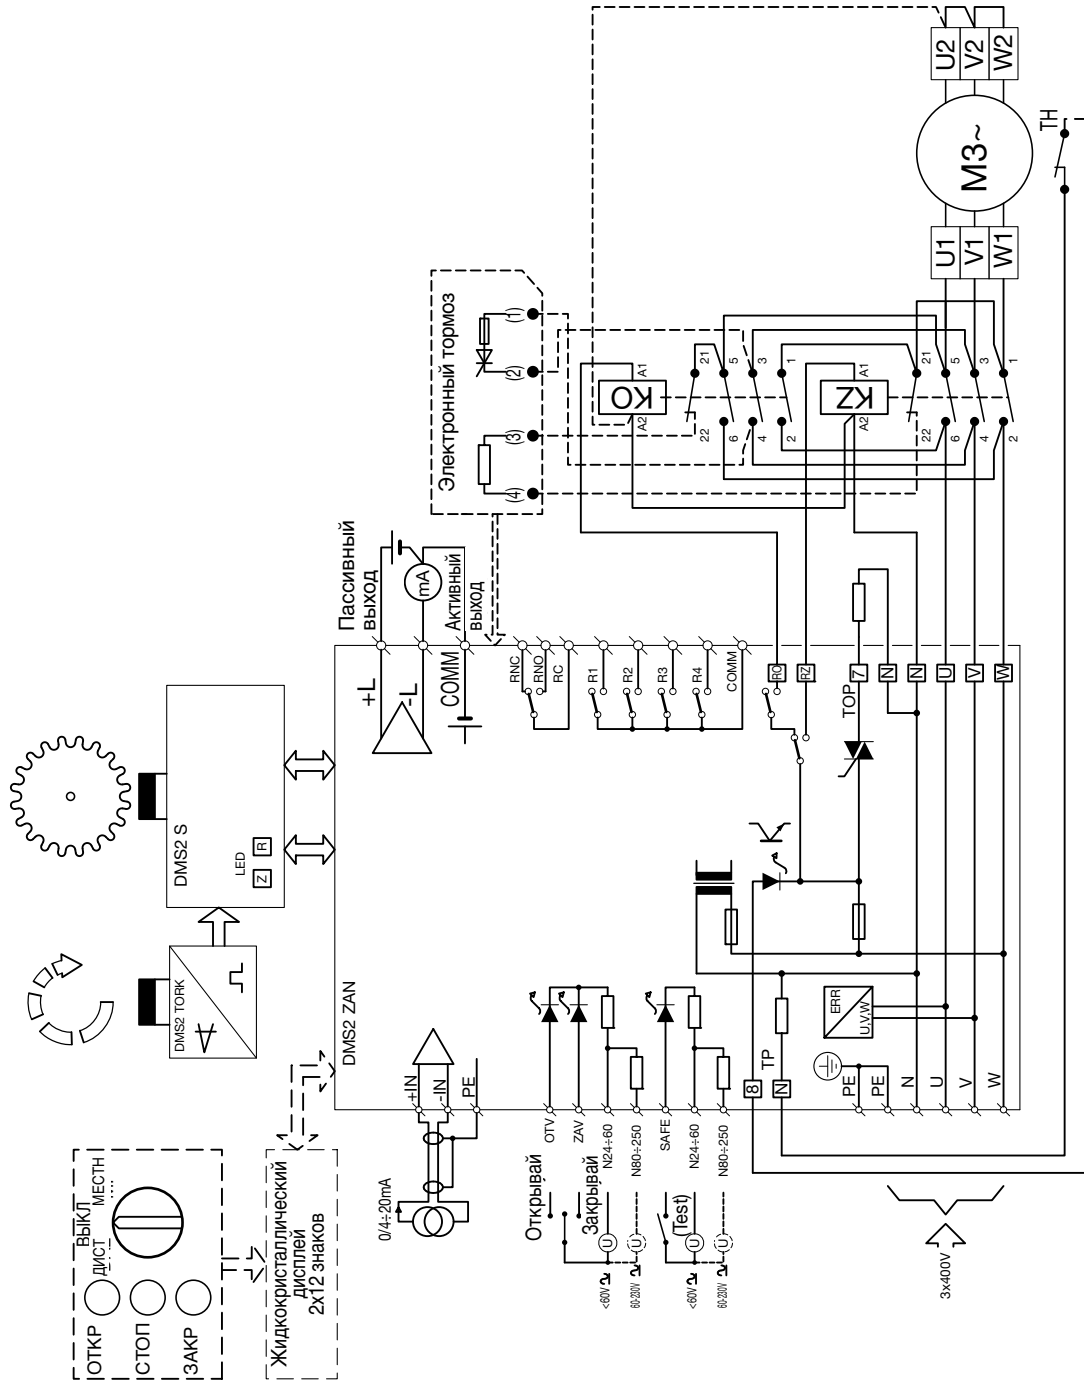 ОТКР
СТОП
ЗАКР
ДИСТ
ВЫКЛ
МЕСТН
Жидкокристаллический
дисплей
2x12 знаков
DMS2 TORK
DMS2 S
LED
Z
R
DMS2 ZAN
0/4÷20mA
+IN
-IN
PE
Пассивный
выход
+L
-L
mA
Активный
выход
COMM
Электронный тормоз
(1)
(2)
(3)
(4)
Открывай
Закрывай
OTV
ZAV
N24÷60
N80÷250
U
U
<60V
60-230V
(Test)
SAFE
N24÷60
N80÷250
U
U
<60V
60-230V
RNC
RNO
RC
R1
R2
R3
R4
COMM
RO
RZ
7
TOP
N
N
U
V
W
8
N
TP
ERR
U,V,W
PE
PE
N
U
V
W
3x400V
KO
A1
A2
21
22
5
6
3
4
1
2
KZ
A1
A2
21
22
5
6
3
4
1
2
U1
V1
W1
M3~
U2
V2
W2
TH